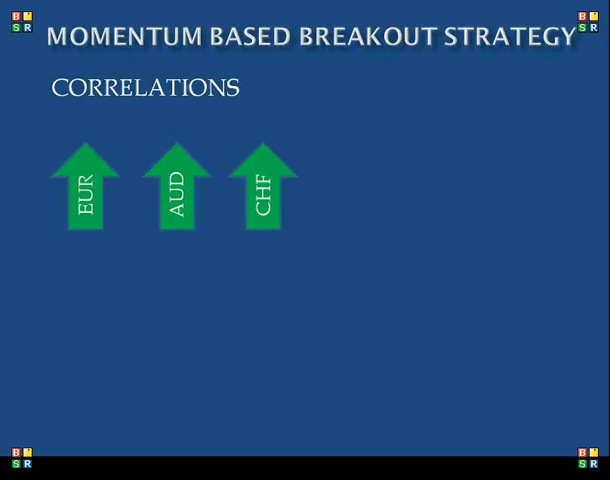 MOMENTUM BASED BREAKOUT STRATEGY
CORRELATIONS
EUR
AUD
CHF
B
S R
B
S R
B
S R
B
S R